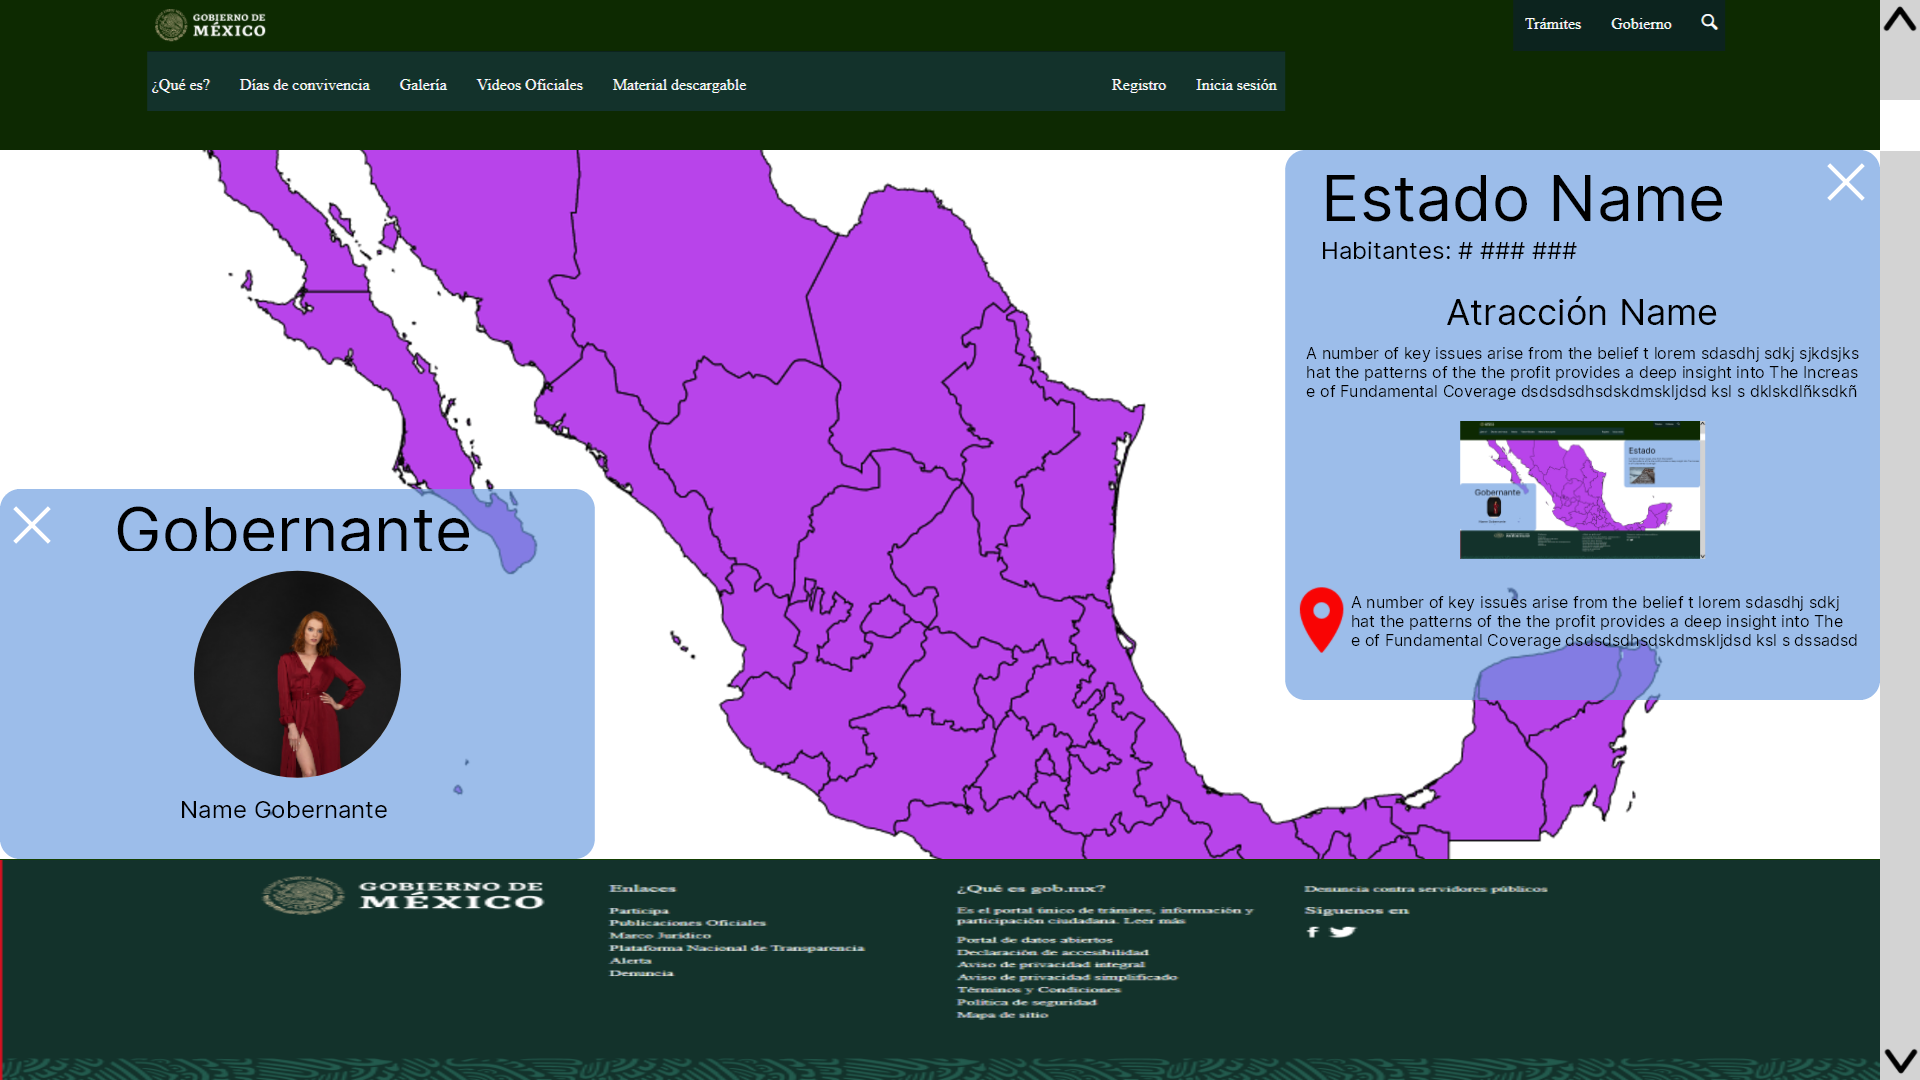 GOBIERNO DE
MÉXICO
Trámites Gobierno
¿Qué es? Días de convivencia Galería Videos Oficiales Material descargable Registro Inicia sesión
Estado Name
Habitantes: # ### ###
Atracción Name
A number of key issues arise from the belief t lorem sdasdhj sdkj sjkdsjks
hat the patterns of the the profit provides a deep insight into The Increas
e of Fundamental Coverage dsdsdsdhsdskdmskljdsd ksl s dklskdlñksdkñ
Estado
Gobernante
A number of key issues arise from the belief t lorem sdasdhj sdkj
hat the patterns of the the profit provides a deep insight into The
e of Fundamental Coverage dsdsdsdhsdskdmskljdsd ksl s dssadsd
Gobernante
Name Gobernante
GOBIERNO DE
MÉXICO
Enlaces
Participa
Publicaciones Oficiales
Marco Jurídico
Plataforma Nacional de Transparencia
Alerta
Denuncia
¿Qué es gob.mx?
Es el portal único de trámites, información y
participación ciudadana. Leer más
Portal de datos abiertos
Declaración de accesibilidad
Aviso de privacidad integral
Aviso de privacidad simplificado
Términos y Condiciones
Política de seguridad
Mapa de sitio
Denuncia contra servidores públicos
Síguenos en